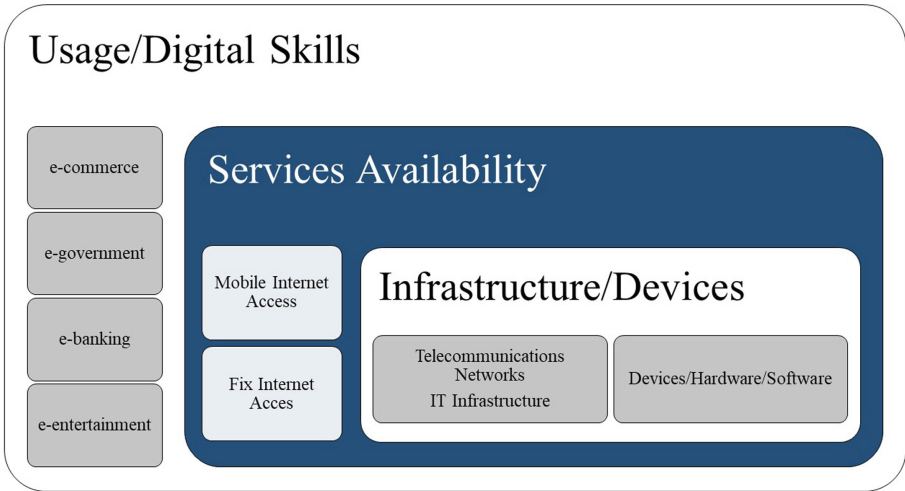 Usage/Digital Skills
e-commerce
e-government
e-banking
e-entertainment
Services Availability
Mobile Internet
Access
Fix Internet
Acces
Infrastructure/Devices
Telecommunications
Networks
IT Infrastructure
Devices/Hardware/Software